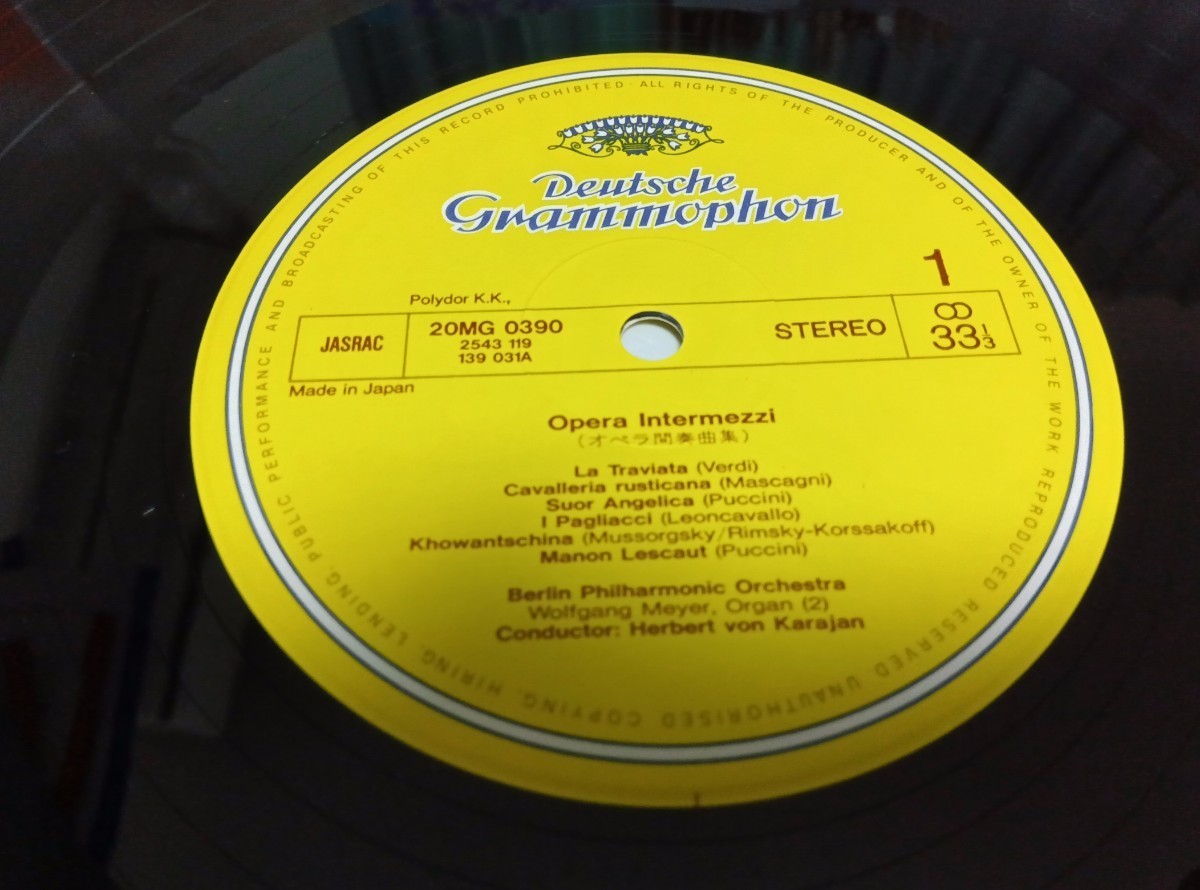 Deutsche
Grammophon
1
Polydor K.K.,
JASRAC
20MG 0390
2543 119
139 031A
STEREO
33⅓
Made in Japan
Opera Intermezzi
(オペラ間奏曲集)
La Traviata (Verdi)
Cavalleria rusticana (Mascagni)
Suor Angelica (Puccini)
I Pagliacci (Leoncavallo)
Khowantschina (Mussorgsky/Rimsky-Korssakoff)
Manon Lescaut (Puccini)
Berlin Philharmonic Orchestra
Wolfgang Meyer, Organ (2)
Conductor: Herbert von Karajan
ALL RIGHTS OF THE PRODUCER AND OF THE OWNER OF THE WORK REPRODUCED RESERVED UNAUTHORISED COPYING, HIRING, LENDING, PUBLIC PERFORMANCE AND BROADCASTING OF THIS RECORD PROHIBITED·